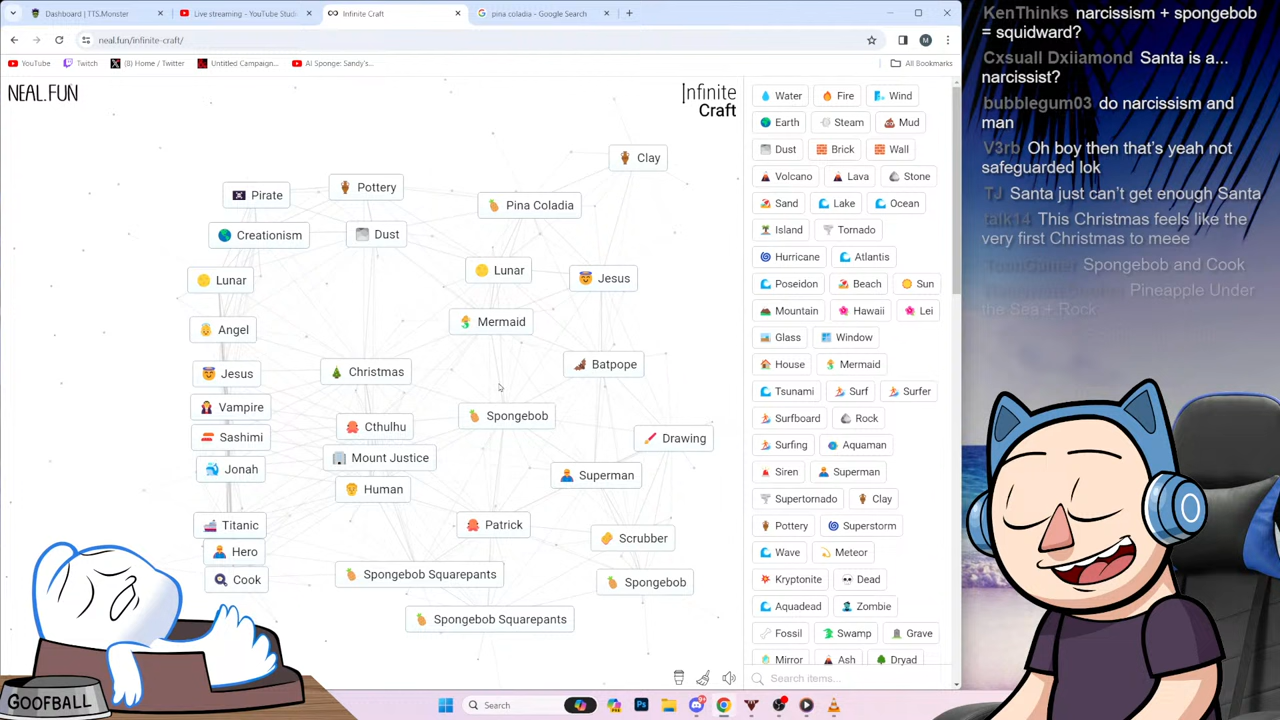 Dashboard | TTS.Monster
Live streaming - YouTube Studi
Infinite Craft
pina coladia - Google Search
neal.fun/infinite-craft/
YouTube
Twitch
(8) Home / Twitter
Untitled Campaign...
AI Sponge: Sandy's...
All Bookmarks
NEAL.FUN
Infinite
Craft
Clay
Pirate
Pottery
Pina Coladia
Creationism
Dust
Lunar
Lunar
Jesus
Angel
Mermaid
Jesus
Christmas
Batpope
Vampire
Spongebob
Sashimi
Cthulhu
Drawing
Jonah
Mount Justice
Superman
Human
Titanic
Patrick
Scrubber
Hero
Cook
Spongebob Squarepants
Spongebob
Spongebob Squarepants
Water Fire Wind
Earth Steam Mud
Dust Brick Wall
Volcano Lava Stone
Sand Lake Ocean
Island Tornado
Hurricane Atlantis
Poseidon Beach Sun
Mountain Hawaii Lei
Glass Window
House Mermaid
Tsunami Surf Surfer
Surfboard Rock
Surfing Aquaman
Siren Superman
Supertornado Clay
Pottery Superstorm
Wave Meteor
Kryptonite Dead
Aquadead Zombie
Fossil Swamp Grave
Mirror Ash Dryad
Search items...
Search
KenThinks narcissism + spongebob
= squidward?
Cxsuall Dxiiamond Santa is a...
narcissist?
bubblegum03 do narcissism and
man
V3rb Oh boy then that's yeah not
safeguarded lok
TJ Santa just can't get enough Santa
talk14 This Christmas feels like the
very first Christmas to meee
Spongebob and Cook
Pineapple Under
the Sea + Rock
GOOFBALL